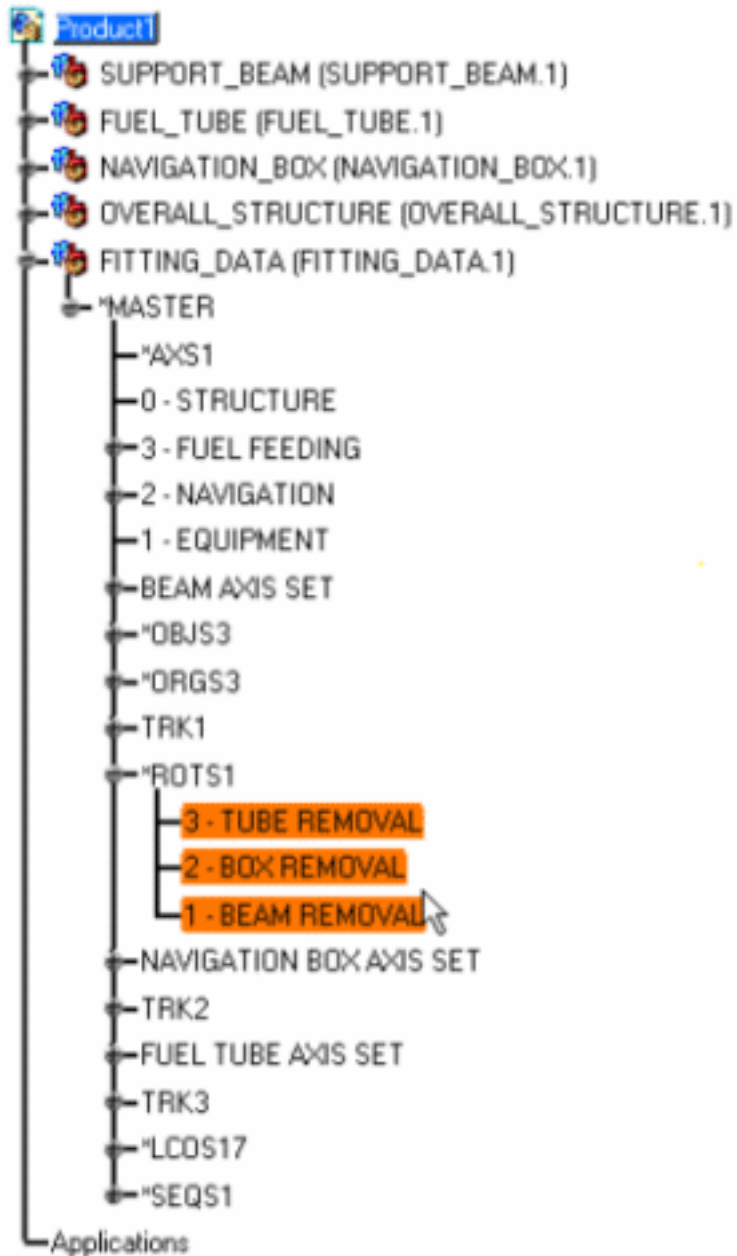 Product1
SUPPORT_BEAM (SUPPORT_BEAM.1)
FUEL_TUBE (FUEL_TUBE.1)
NAVIGATION_BOX (NAVIGATION_BOX.1)
OVERALL_STRUCTURE (OVERALL_STRUCTURE.1)
FITTING_DATA (FITTING_DATA.1)
*MASTER
*AXS1
0 - STRUCTURE
3 - FUEL FEEDING
2 - NAVIGATION
1 - EQUIPMENT
BEAM AXIS SET
*OBJS3
*ORGS3
TRK1
*ROTS1
3 - TUBE REMOVAL
2 - BOX REMOVAL
1 - BEAM REMOVAL
NAVIGATION BOX AXIS SET
TRK2
FUEL TUBE AXIS SET
TRK3
*LCOS17
*SEQS1
Applications